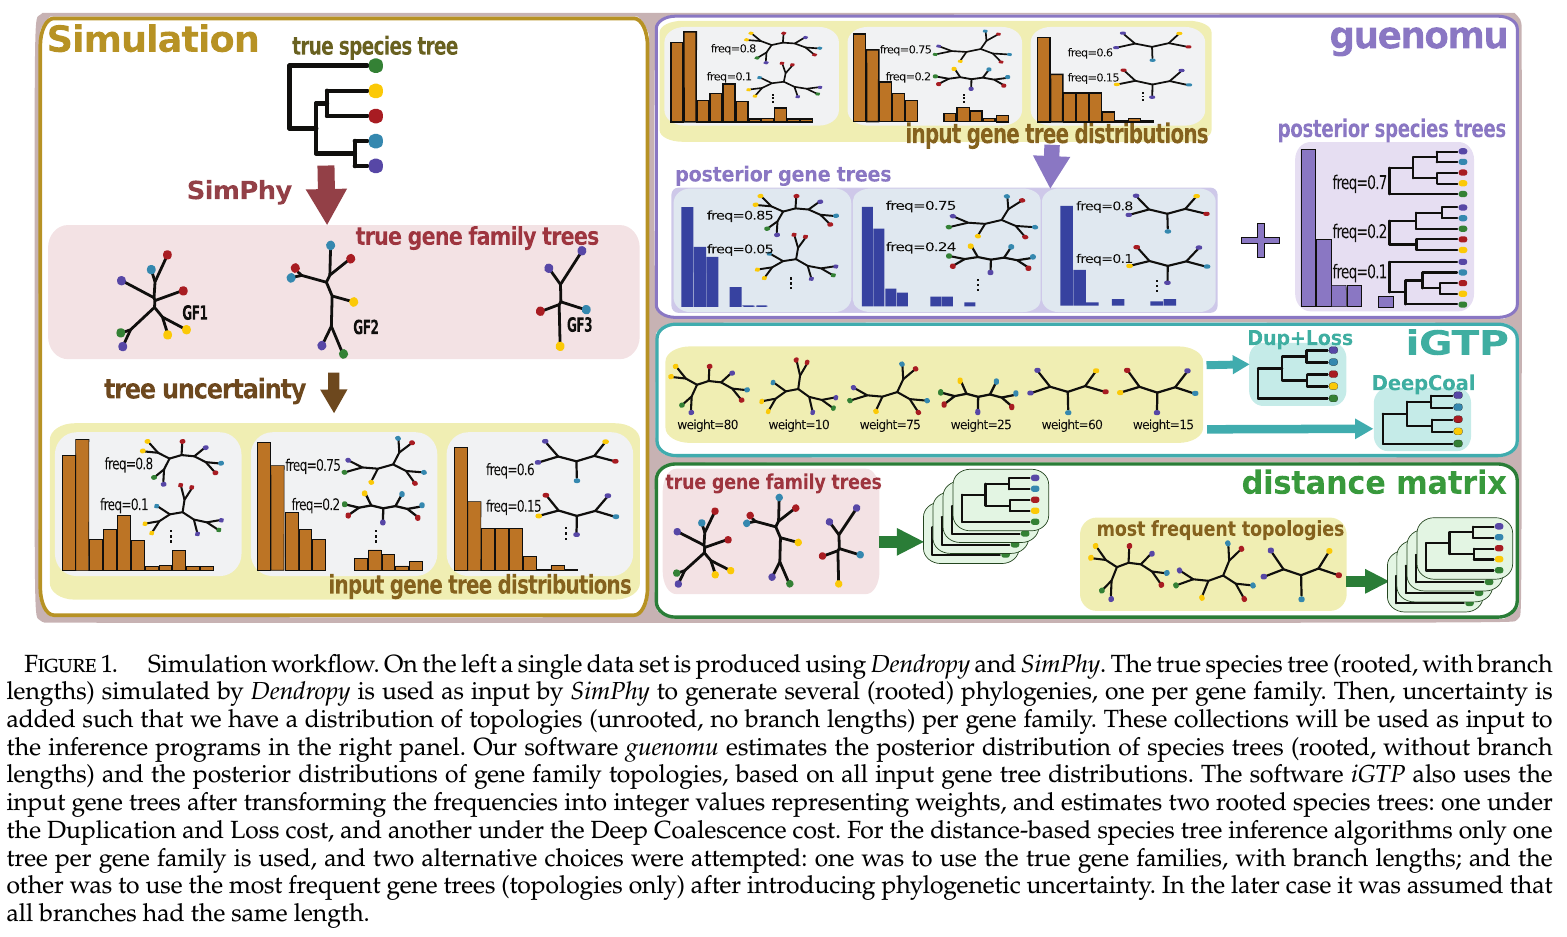 Simulation
true species tree
SimPhy
true gene family trees
GF1
GF2
GF3
tree uncertainty
freq=0.8
freq=0.1
freq=0.75
freq=0.2
freq=0.6
freq=0.15
input gene tree distributions
guenomu
freq=0.8
freq=0.1
freq=0.75
freq=0.2
freq=0.6
freq=0.15
input gene tree distributions
posterior gene trees
freq=0.85
freq=0.05
freq=0.75
freq=0.24
freq=0.8
freq=0.1
posterior species trees
freq=0.7
freq=0.2
freq=0.1
iGTP
weight=80
weight=10
weight=75
weight=25
weight=60
weight=15
Dup+Loss
DeepCoal
distance matrix
true gene family trees
most frequent topologies
FIGURE 1. Simulation workflow. On the left a single data set is produced using Dendropy and SimPhy. The true species tree (rooted, with branch
lengths) simulated by Dendropy is used as input by SimPhy to generate several (rooted) phylogenies, one per gene family. Then, uncertainty is
added such that we have a distribution of topologies (unrooted, no branch lengths) per gene family. These collections will be used as input to
the inference programs in the right panel. Our software guenomu estimates the posterior distribution of species trees (rooted, without branch
lengths) and the posterior distributions of gene family topologies, based on all input gene tree distributions. The software iGTP also uses the
input gene trees after transforming the frequencies into integer values representing weights, and estimates two rooted species trees: one under
the Duplication and Loss cost, and another under the Deep Coalescence cost. For the distance-based species tree inference algorithms only one
tree per gene family is used, and two alternative choices were attempted: one was to use the true gene families, with branch lengths; and the
other was to use the most frequent gene trees (topologies only) after introducing phylogenetic uncertainty. In the later case it was assumed that
all branches had the same length.